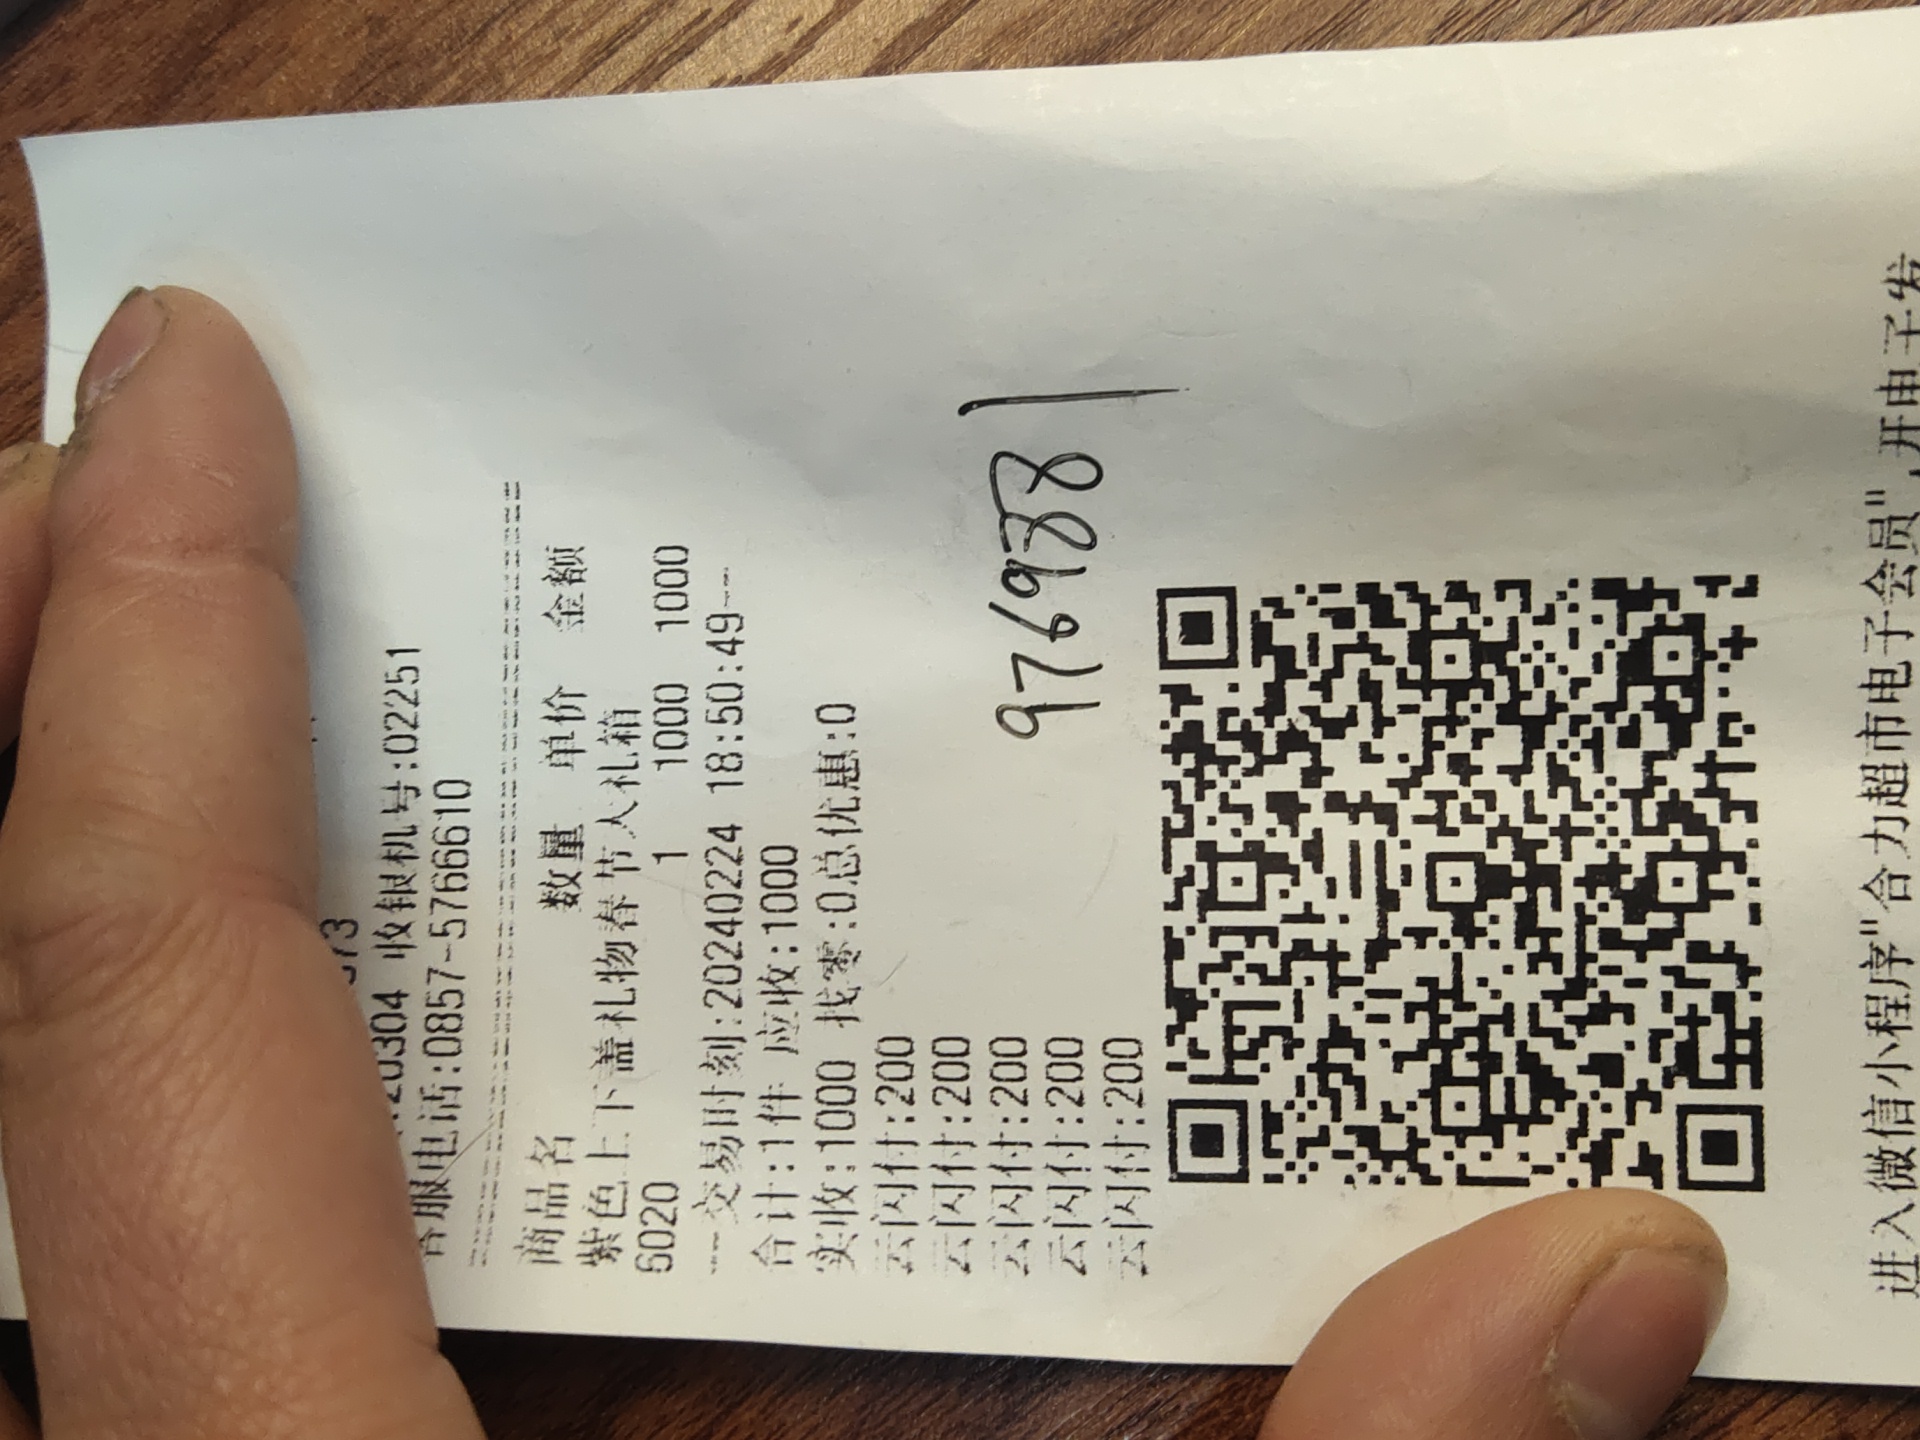 573
:20304 收银机号:02251
客服电话:0857-5766610
商品名 数量 单价 金额
紫色上下盖礼物春节大礼箱
6020 1 1000 1000
--交易时刻:20240224 18:50:49--
合计:1件 应收:1000
实收:1000 找零:0总优惠:0
云闪付:200
云闪付:200
云闪付:200
云闪付:200
云闪付:200
976988
进入微信小程序"合力超市电子会员",开电子发